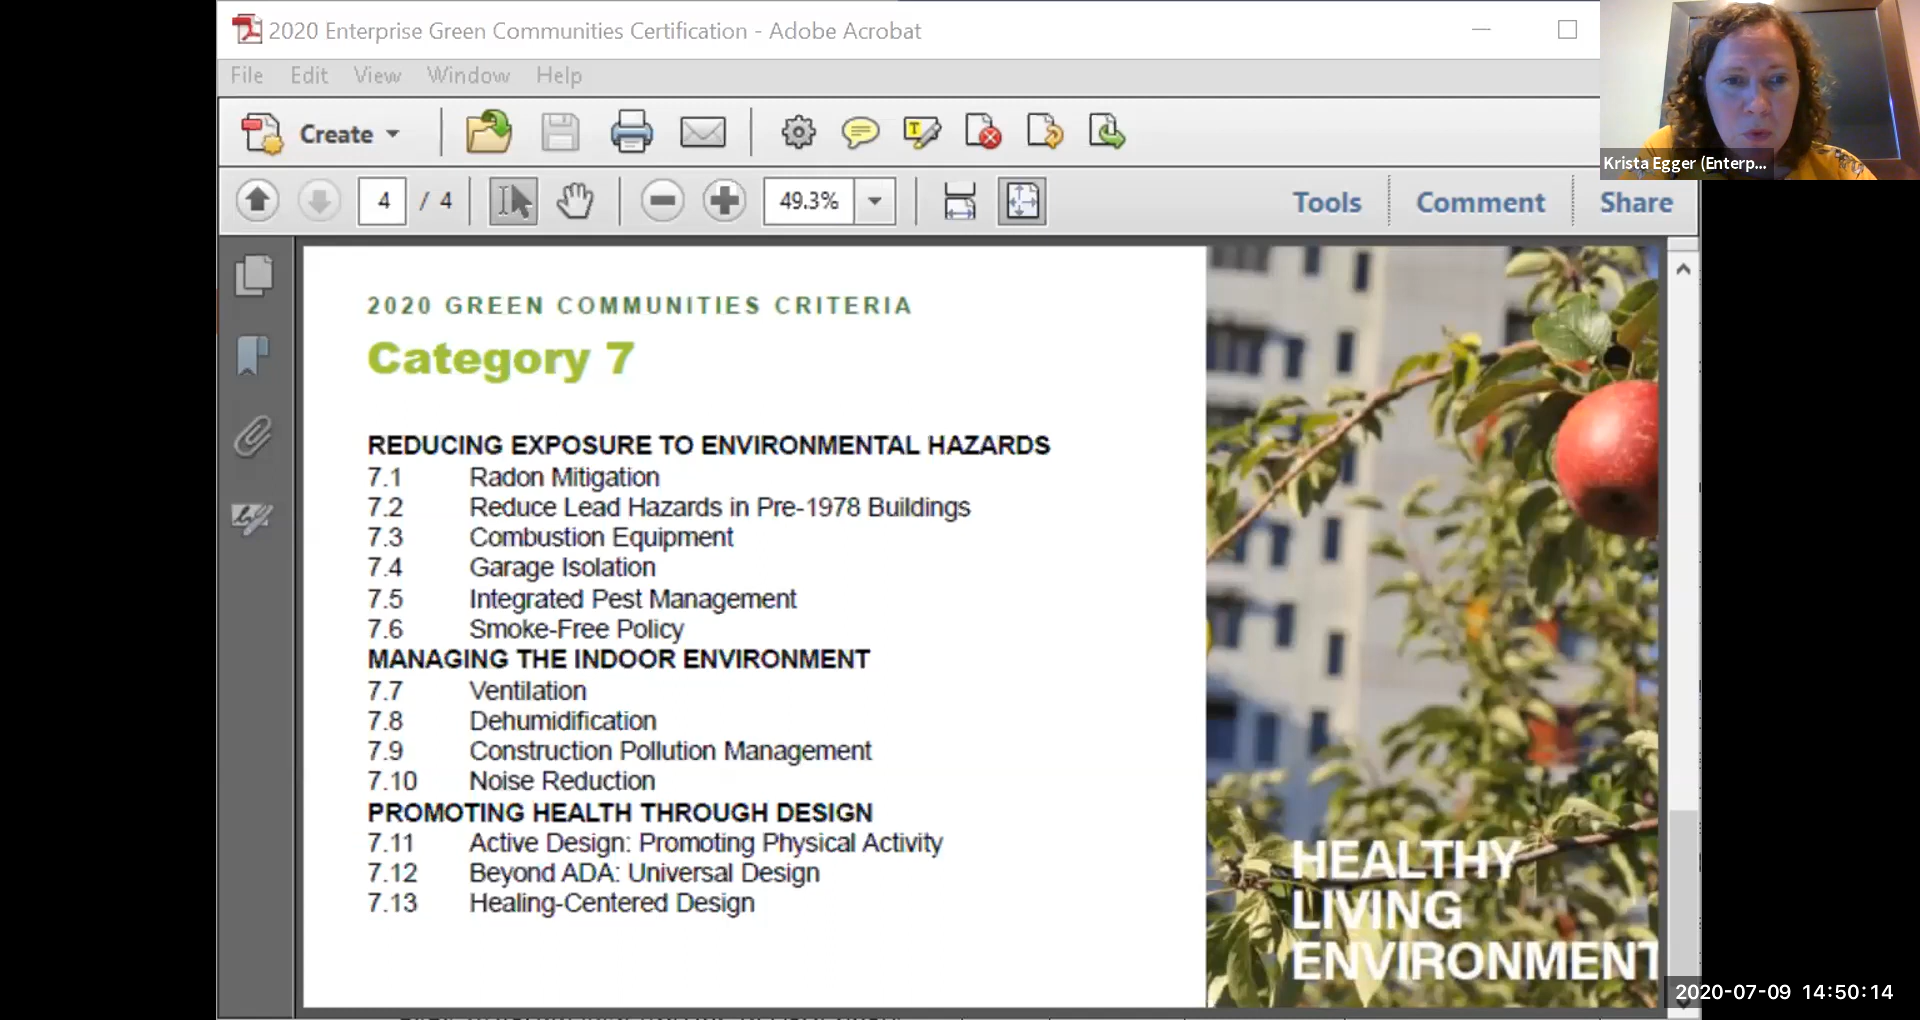 2020 Enterprise Green Communities Certification - Adobe Acrobat
File Edit View Window Help
Create
4 / 4 49.3% Tools Comment Share
Krista Egger (Enterp...
2020 GREEN COMMUNITIES CRITERIA
Category 7
REDUCING EXPOSURE TO ENVIRONMENTAL HAZARDS
7.1 Radon Mitigation
7.2 Reduce Lead Hazards in Pre-1978 Buildings
7.3 Combustion Equipment
7.4 Garage Isolation
7.5 Integrated Pest Management
7.6 Smoke-Free Policy
MANAGING THE INDOOR ENVIRONMENT
7.7 Ventilation
7.8 Dehumidification
7.9 Construction Pollution Management
7.10 Noise Reduction
PROMOTING HEALTH THROUGH DESIGN
7.11 Active Design: Promoting Physical Activity
7.12 Beyond ADA: Universal Design
7.13 Healing-Centered Design
HEALTHY
LIVING
ENVIRONMENT
2020-07-09 14:50:14